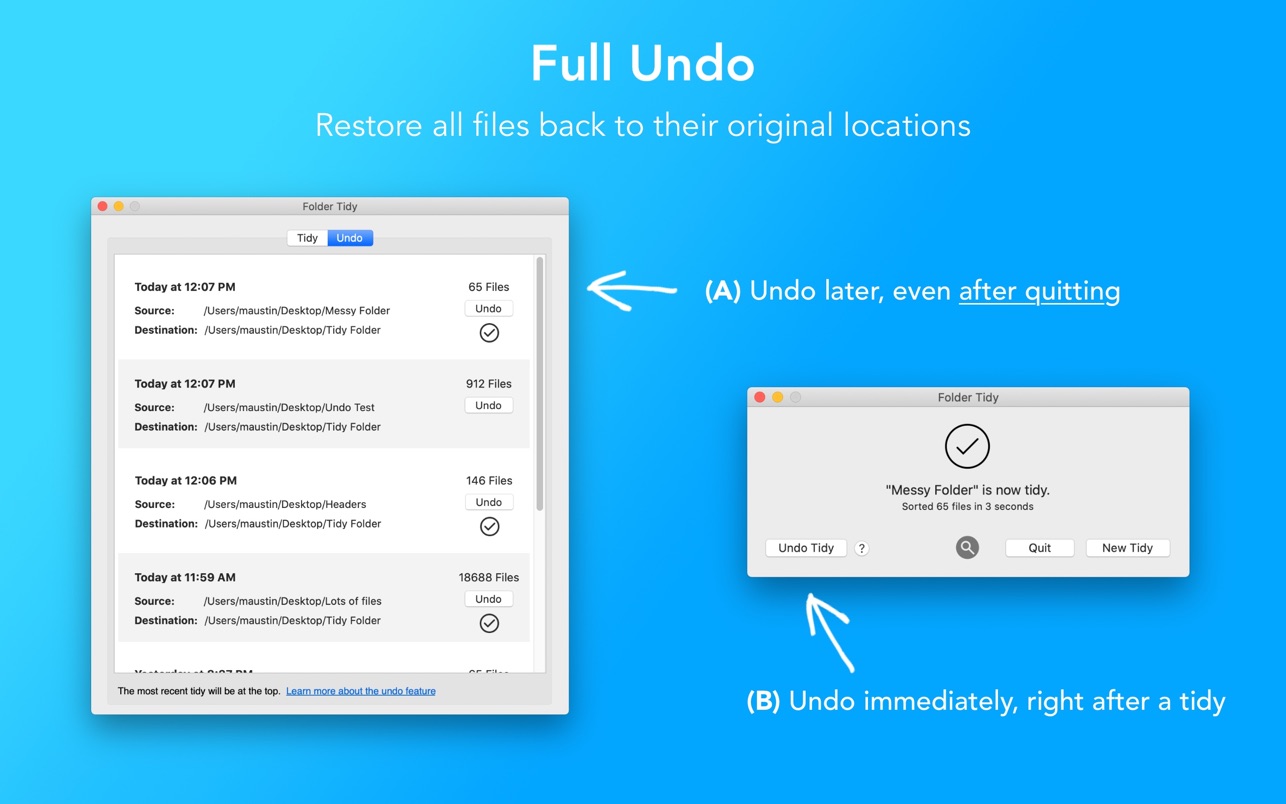 Full Undo
Restore all files back to their original locations
Folder Tidy
Tidy Undo
Today at 12:07 PM 65 Files
Source: /Users/maustin/Desktop/Messy Folder Undo
Destination: /Users/maustin/Desktop/Tidy Folder
Today at 12:07 PM 912 Files
Source: /Users/maustin/Desktop/Undo Test Undo
Destination: /Users/maustin/Desktop/Tidy Folder
Today at 12:06 PM 146 Files
Source: /Users/maustin/Desktop/Headers Undo
Destination: /Users/maustin/Desktop/Tidy Folder
Today at 11:59 AM 18688 Files
Source: /Users/maustin/Desktop/Lots of files Undo
Destination: /Users/maustin/Desktop/Tidy Folder
The most recent tidy will be at the top. Learn more about the undo feature
(A) Undo later, even after quitting
Folder Tidy
"Messy Folder" is now tidy.
Sorted 65 files in 3 seconds
Undo Tidy ? Quit New Tidy
(B) Undo immediately, right after a tidy